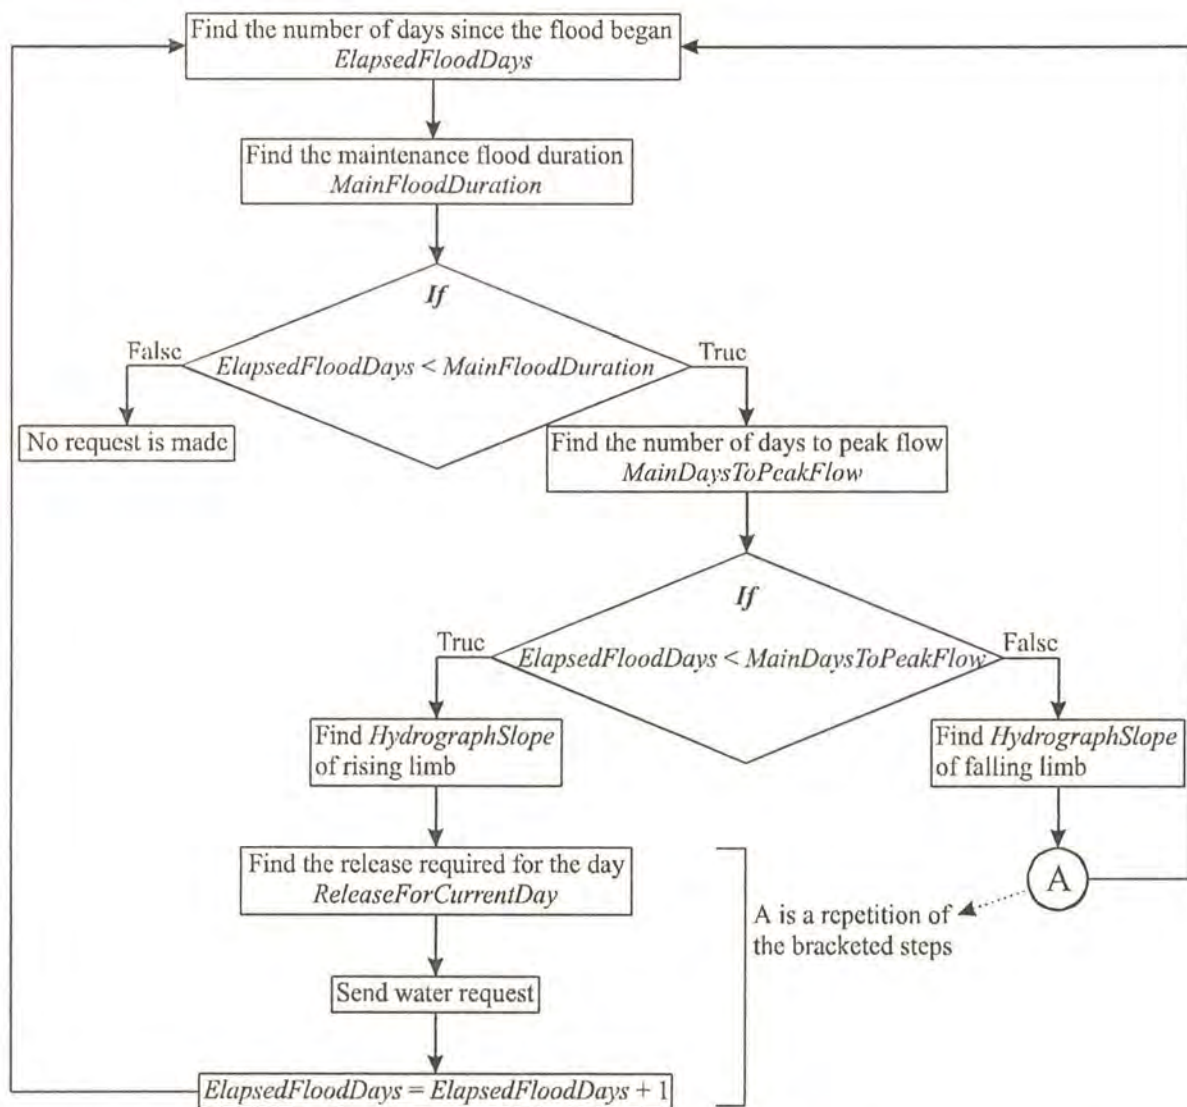 Find the number of days since the flood began
ElapsedFloodDays
Find the maintenance flood duration
MainFloodDuration
If
False
ElapsedFloodDays < MainFloodDuration
True
No request is made
Find the number of days to peak flow
MainDaysToPeakFlow
If
True
ElapsedFloodDays < MainDaysToPeakFlow
False
Find HydrographSlope
of rising limb
Find HydrographSlope
of falling limb
Find the release required for the day
ReleaseForCurrentDay
A
A is a repetition of
the bracketed steps
Send water request
ElapsedFloodDays = ElapsedFloodDays + 1